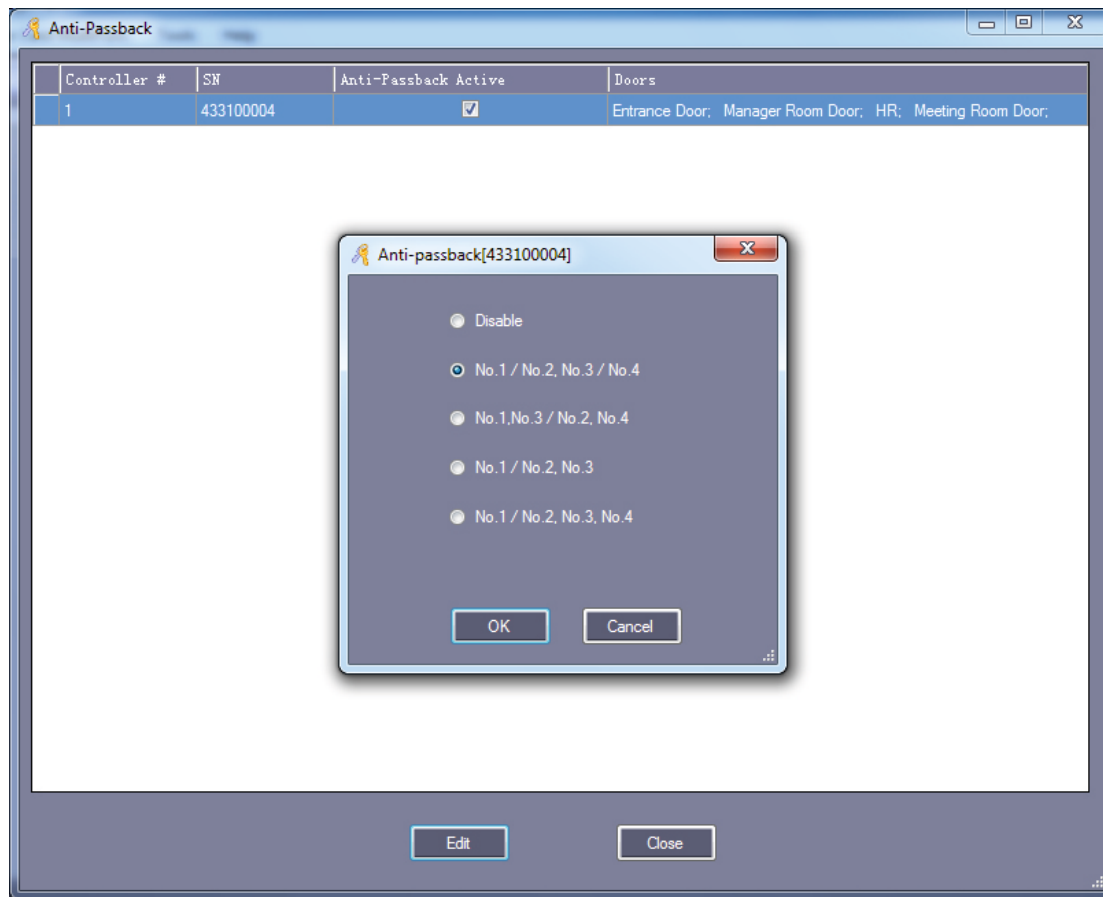 Anti-Passback
Tools Help
Controller # SN Anti-Passback Active Doors
1 433100004 Entrance Door; Manager Room Door; HR; Meeting Room Door;
Anti-passback[433100004]
Disable
No.1 / No.2, No.3 / No.4
No.1,No.3 / No.2, No.4
No.1 / No.2, No.3
No.1 / No.2, No.3, No.4
OK Cancel
Edit Close